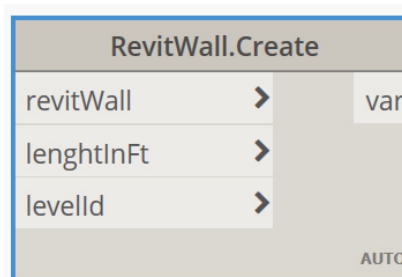 RevitWall.Create
revitWall > var
lenghtInFt >
levelId >
AUTO